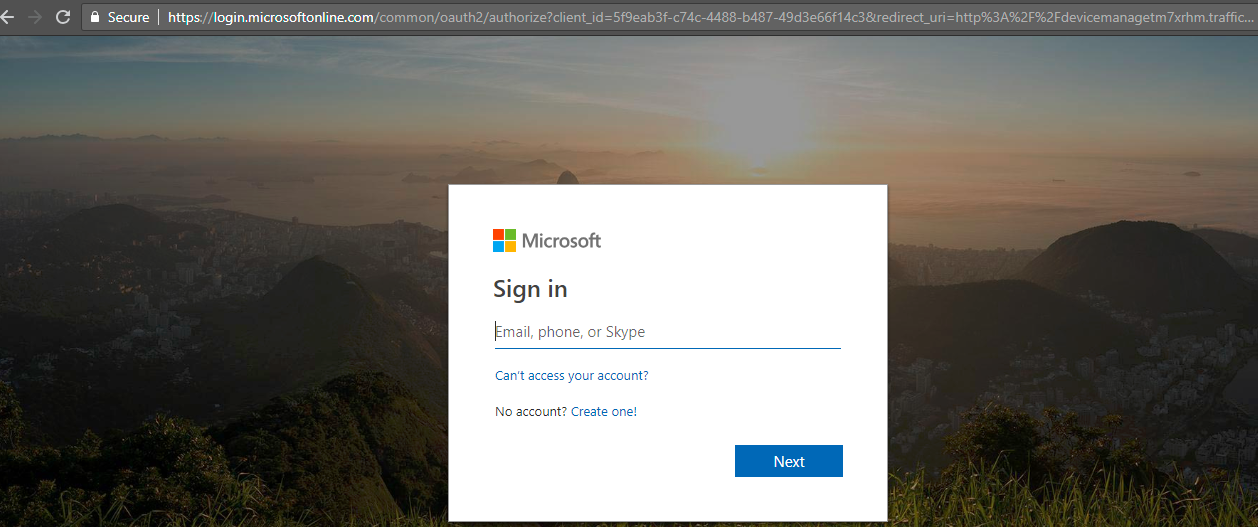 Secure https://login.microsoftonline.com/common/oauth2/authorize?client_id=5f9eab3f-c74c-4488-b487-49d3e66f14c3&redirect_uri=http%3A%2F%2Fdevicemanagetm7xrhm.traffic...
Microsoft
Sign in
Email, phone, or Skype
Can't access your account?
No account? Create one!
Next